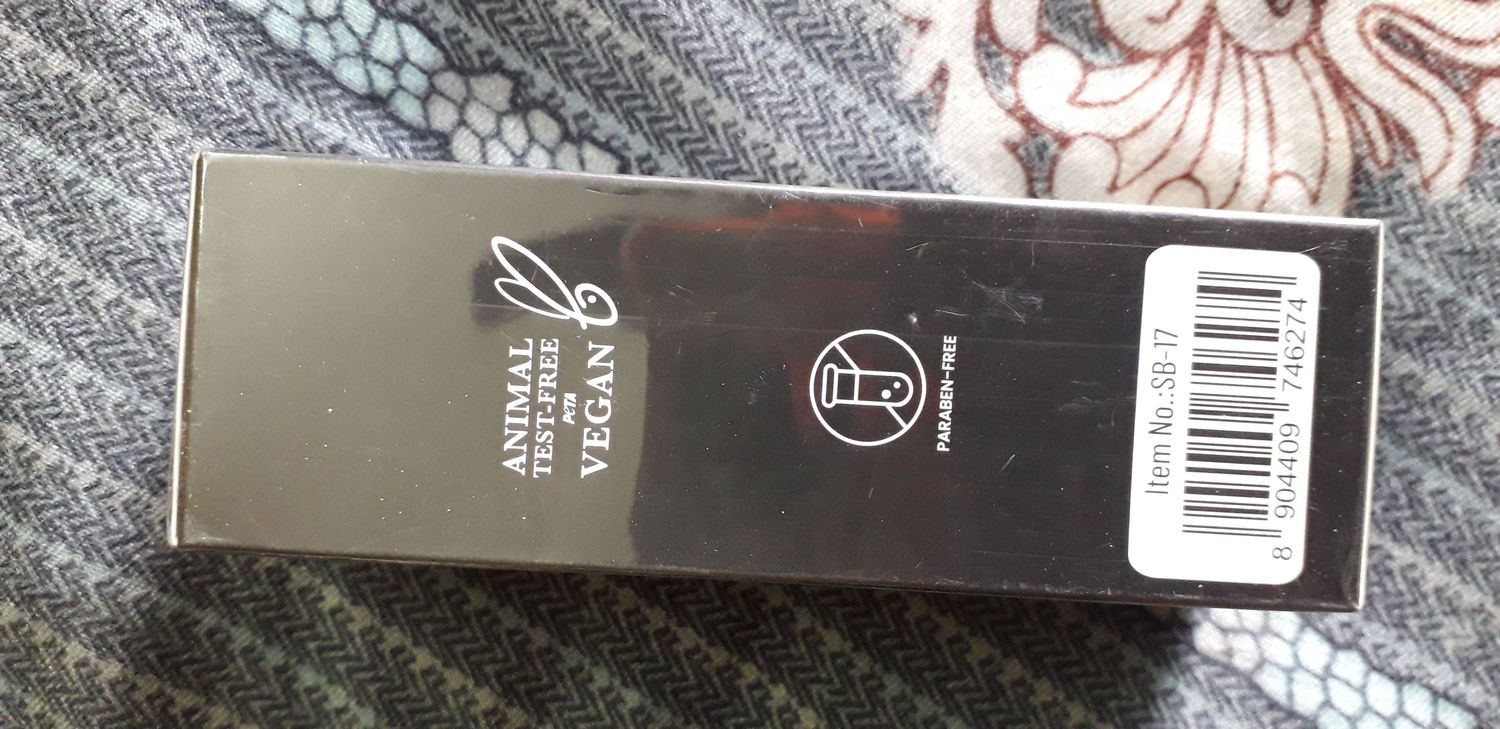 ANIMAL
TEST-FREE
PeTA
VEGAN
PARABEN-FREE
Item No.:SB-17
8 904409 746274